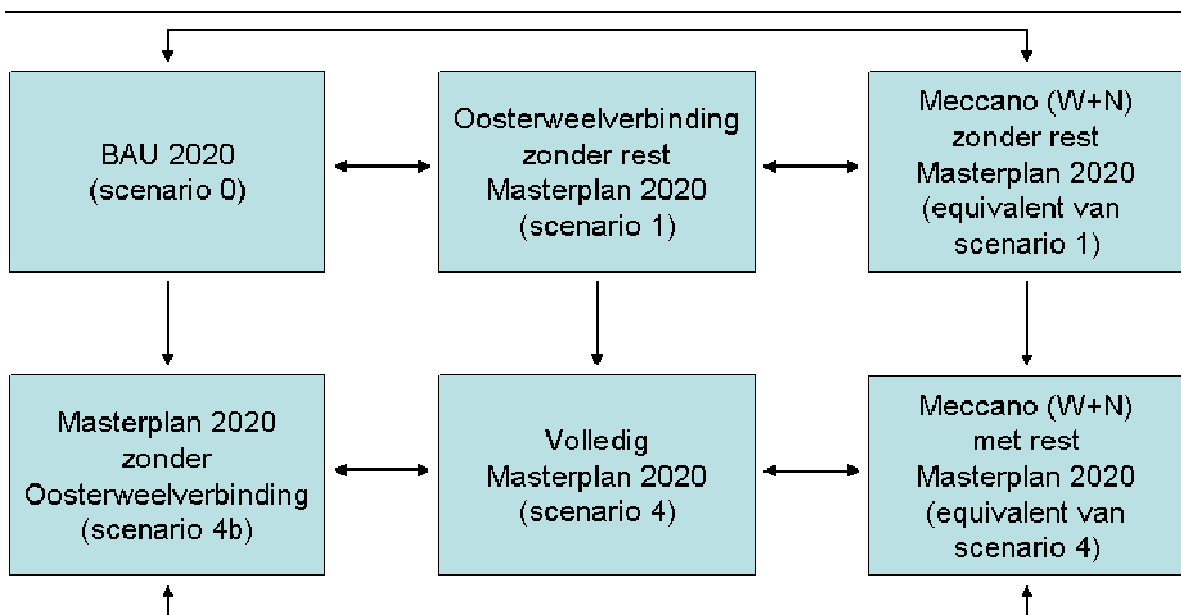 BAU 2020
(scenario 0)
Oosterweelverbinding
zonder rest
Masterplan 2020
(scenario 1)
Meccano (W+N)
zonder rest
Masterplan 2020
(equivalent van
scenario 1)
Masterplan 2020
zonder
Oosterweelverbinding
(scenario 4b)
Volledig
Masterplan 2020
(scenario 4)
Meccano (W+N)
met rest
Masterplan 2020
(equivalent van
scenario 4)